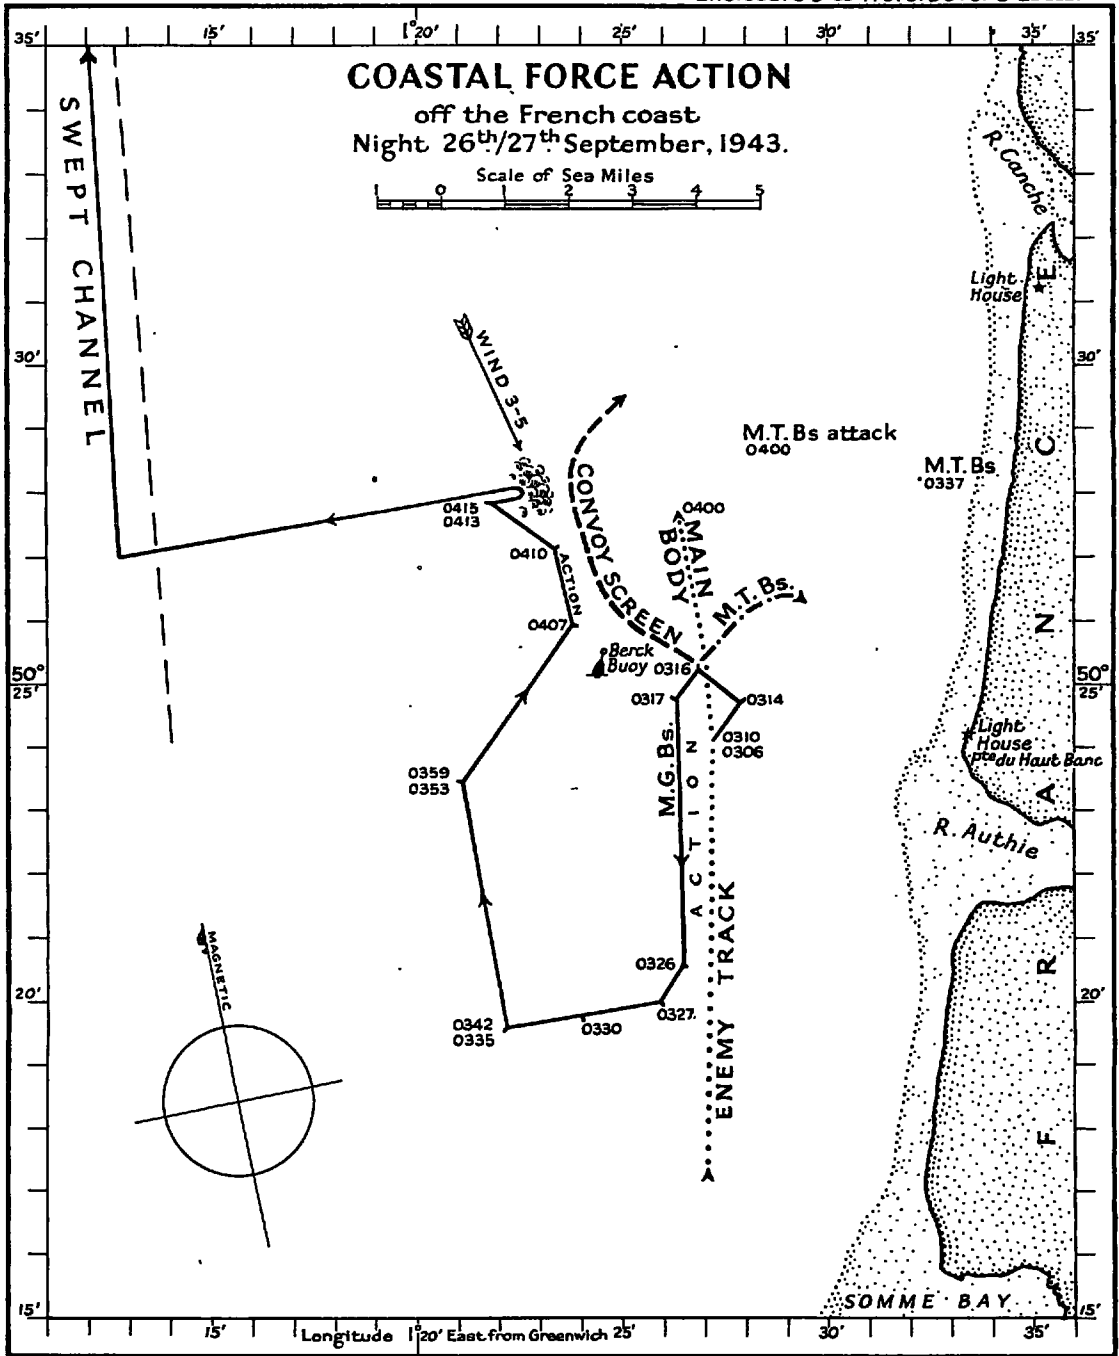 15'
1°20'
25'
30'
35'
35'
35'
COASTAL FORCE ACTION
off the French coast
Night 26th/27th September, 1943.
Scale of Sea Miles
1 0 1 2 3 4 5
SWEPT CHANNEL
R. Canche
Light
House
30'
30'
WIND 3-5
M.T.Bs attack
0400
M.T.Bs
0337
CONVOY SCREEN
0415
0413
0400
MAIN
BODY
0410
ACTION
M.T.Bs.
0407
Berck
Buoy
0316
50°
25'
50°
25'
0317
0314
0310
0306
Light
House
Pte du Haut Banc
M.G.Bs.
ACTION
0359
0353
R. Authie
ENEMY TRACK
MAGNETIC
0326
20'
20'
0327.
0330
0342
0335
FRANCE
SOMME BAY
15'
15'
15'
Longitude 1°20' East from Greenwich 25'
30'
35'